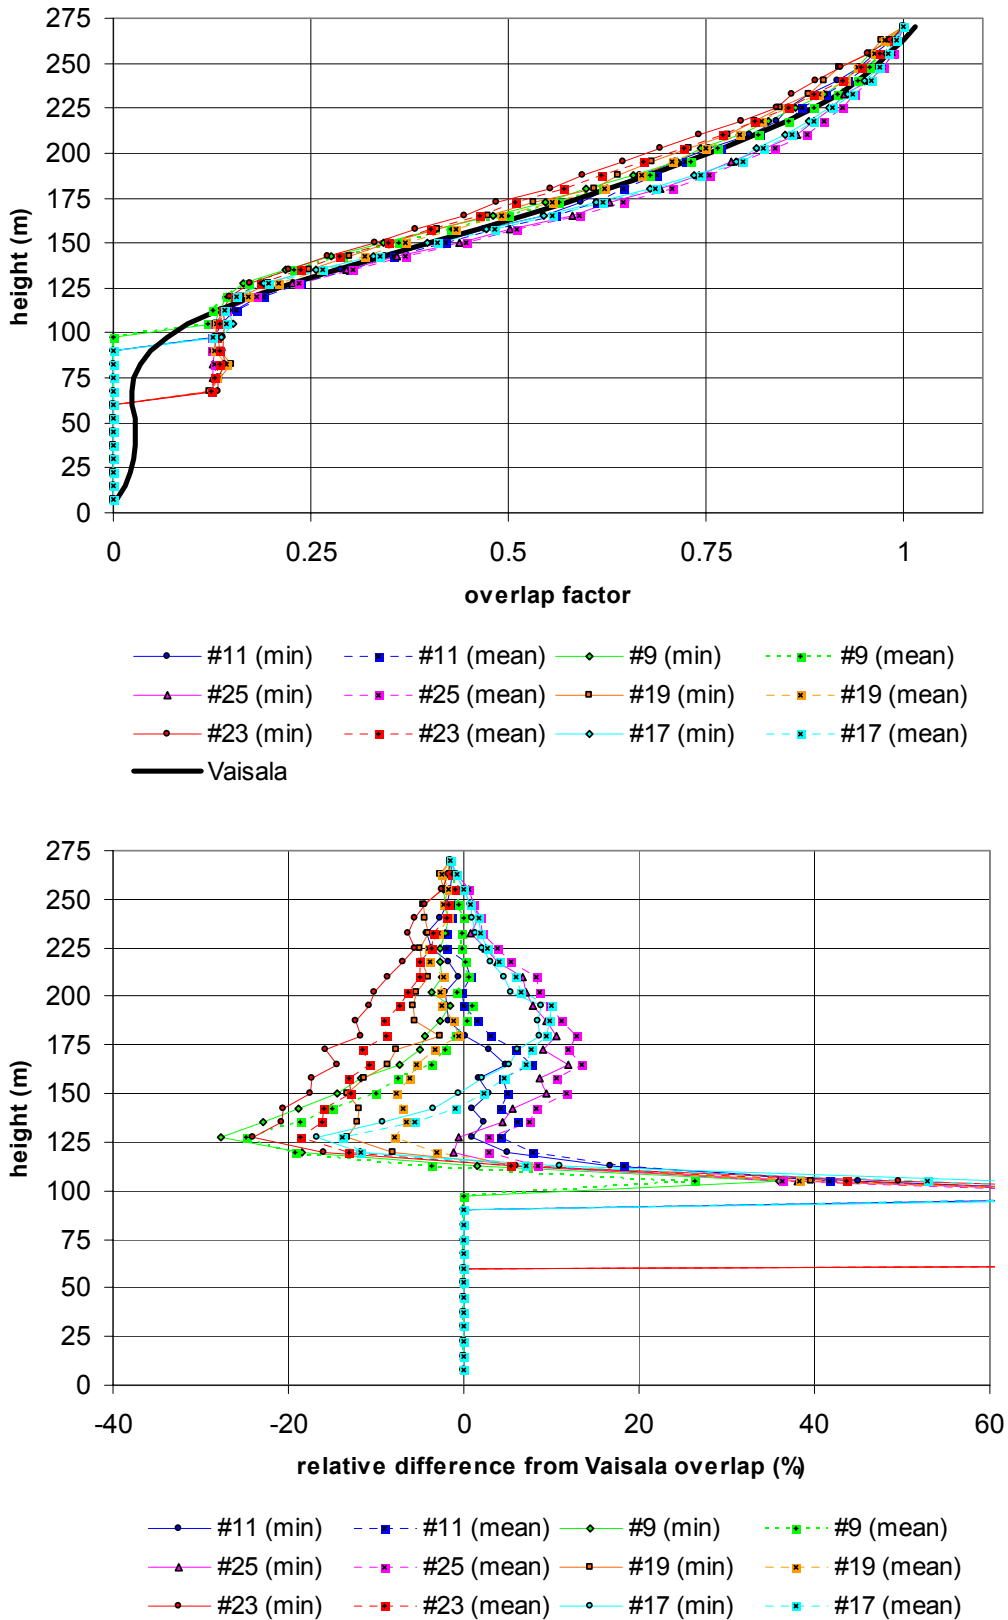 275
250
225
200
175
150
125
100
75
50
25
0
height (m)
0 0.25 0.5 0.75 1
overlap factor
#11 (min) #11 (mean) #9 (min) #9 (mean)
#25 (min) #25 (mean) #19 (min) #19 (mean)
#23 (min) #23 (mean) #17 (min) #17 (mean)
Vaisala
275
250
225
200
175
150
125
100
75
50
25
0
height (m)
-40 -20 0 20 40 60
relative difference from Vaisala overlap (%)
#11 (min) #11 (mean) #9 (min) #9 (mean)
#25 (min) #25 (mean) #19 (min) #19 (mean)
#23 (min) #23 (mean) #17 (min) #17 (mean)